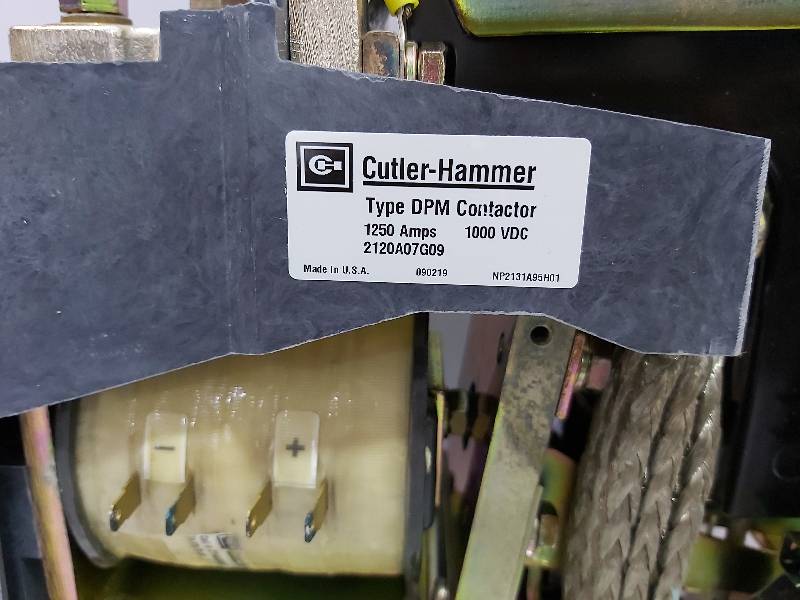 Cutler-Hammer
Type DPM Contactor
1250 Amps 1000 VDC
2120A07G09
Made in U.S.A. 090219 NP2131A95H01
- +